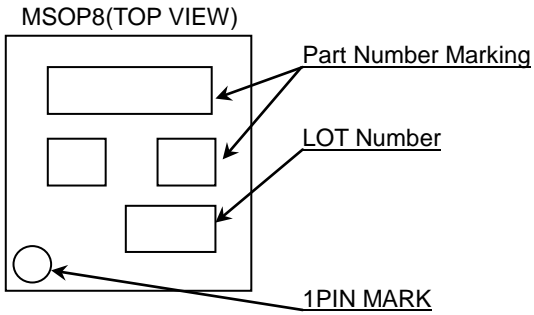 MSOP8(TOP VIEW)
Part Number Marking
LOT Number
1PIN MARK